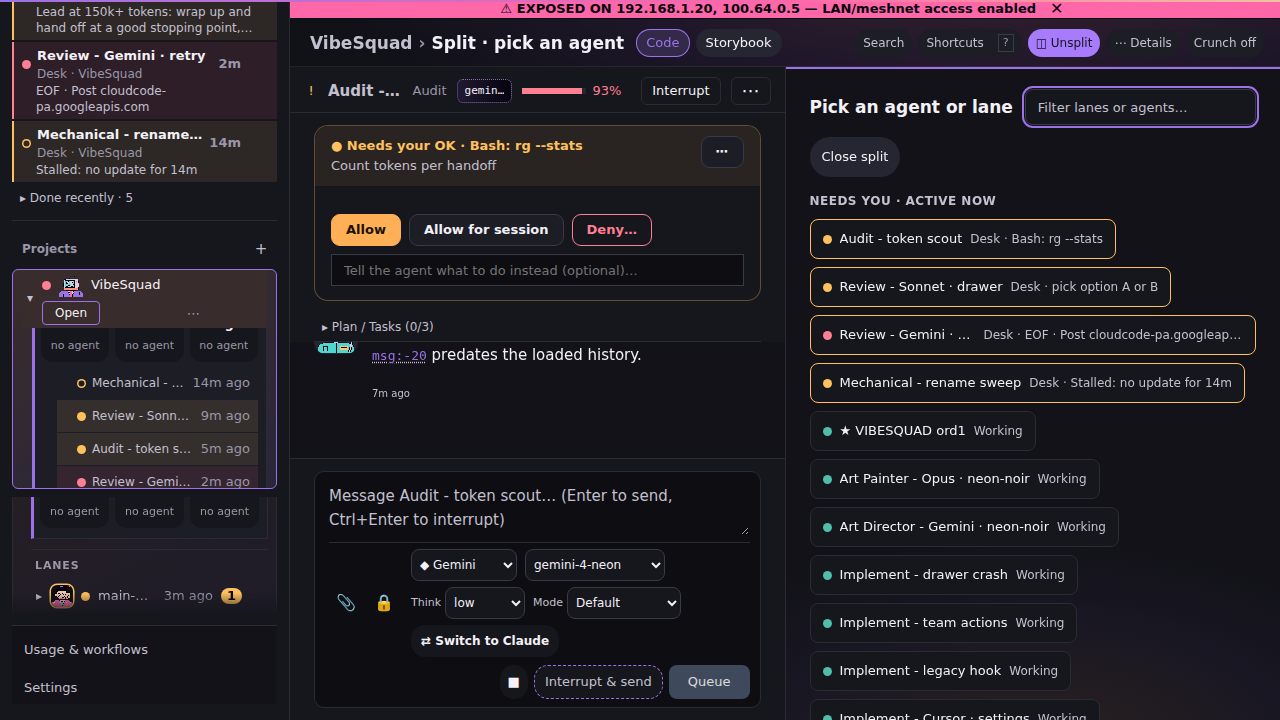 ⚠ EXPOSED ON 192.168.1.20, 100.64.0.5 — LAN/meshnet access enabled ✕
Lead at 150k+ tokens: wrap up and
hand off at a good stopping point,…
Review - Gemini · retry 2m
Desk · VibeSquad
EOF · Post cloudcode-
pa.googleapis.com
Mechanical - rename… 14m
Desk · VibeSquad
Stalled: no update for 14m
▸ Done recently · 5
Projects +
▾ VibeSquad
Open ···
no agent no agent no agent
Mechanical - … 14m ago
Review - Sonn… 9m ago
Audit - token s… 5m ago
Review - Gemi… 2m ago
no agent no agent no agent
LANES
▸ main-… 3m ago 1
Usage & workflows
Settings
VibeSquad › Split · pick an agent Code Storybook
Search Shortcuts ? ◫ Unsplit ··· Details Crunch off
! Audit -… Audit gemin… 93% Interrupt ···
● Needs your OK · Bash: rg --stats ···
Count tokens per handoff
Allow Allow for session Deny…
Tell the agent what to do instead (optional)…
▸ Plan / Tasks (0/3)
msg:-20 predates the loaded history.
7m ago
Message Audit - token scout… (Enter to send,
Ctrl+Enter to interrupt)
◆ Gemini gemini-4-neon
Think low Mode Default
⇄ Switch to Claude
■ Interrupt & send Queue
Pick an agent or lane Filter lanes or agents…
Close split
NEEDS YOU · ACTIVE NOW
Audit - token scout Desk · Bash: rg --stats
Review - Sonnet · drawer Desk · pick option A or B
Review - Gemini · … Desk · EOF · Post cloudcode-pa.googleap…
Mechanical - rename sweep Desk · Stalled: no update for 14m
★ VIBESQUAD ord1 Working
Art Painter - Opus · neon-noir Working
Art Director - Gemini · neon-noir Working
Implement - drawer crash Working
Implement - team actions Working
Implement - legacy hook Working
Implement - Cursor · settings Working